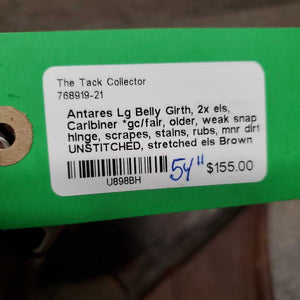 The Tack Collector
768919-21
Antares Lg Belly Girth, 2x els,
Caribiner *gc/fair, older, weak snap
hinge, scrapes, stains, rubs, mnr dirt
UNSTITCHED, stretched els Brown
54" $155.00
U898BH